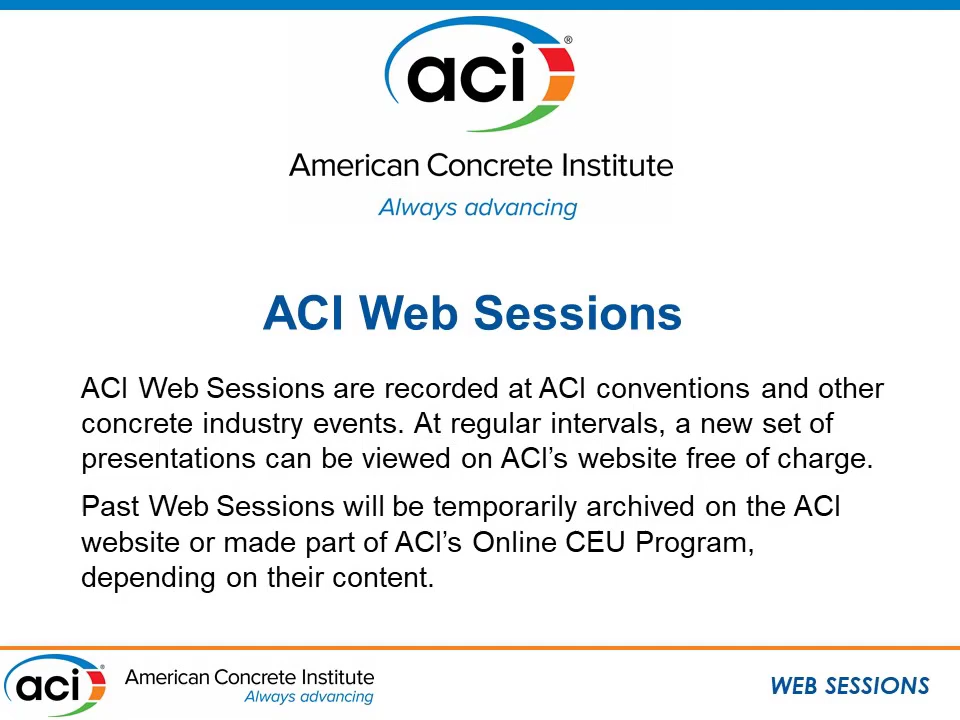 aci®
American Concrete Institute
Always advancing
ACI Web Sessions
ACI Web Sessions are recorded at ACI conventions and other
concrete industry events. At regular intervals, a new set of
presentations can be viewed on ACI’s website free of charge.
Past Web Sessions will be temporarily archived on the ACI
website or made part of ACI’s Online CEU Program,
depending on their content.
aci®
American Concrete Institute
Always advancing
WEB SESSIONS